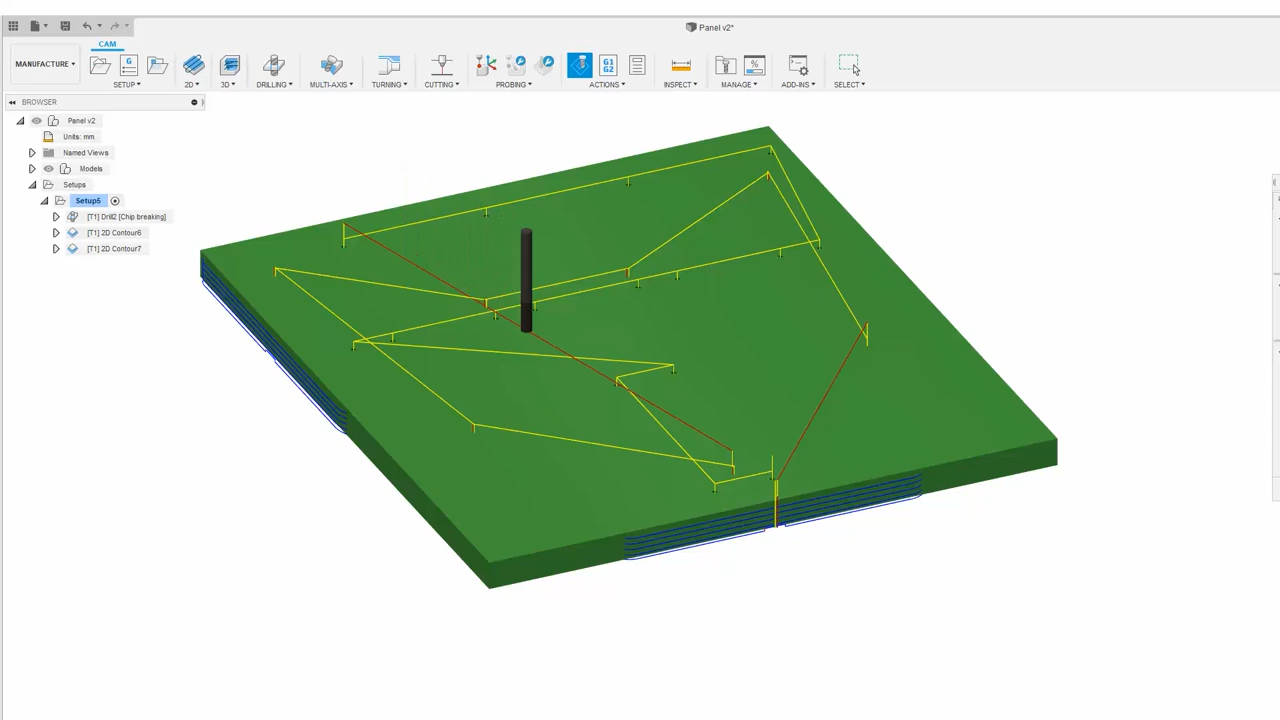 Panel v2*
CAM
MANUFACTURE
G
G1
G2
%
SETUP
2D
3D
DRILLING
MULTI-AXIS
TURNING
CUTTING
PROBING
ACTIONS
INSPECT
MANAGE
ADD-INS
SELECT
BROWSER
Panel v2
Units: mm
Named Views
Models
Setups
Setup5
[T1] Drill2 [Chip breaking]
[T1] 2D Contour6
[T1] 2D Contour7